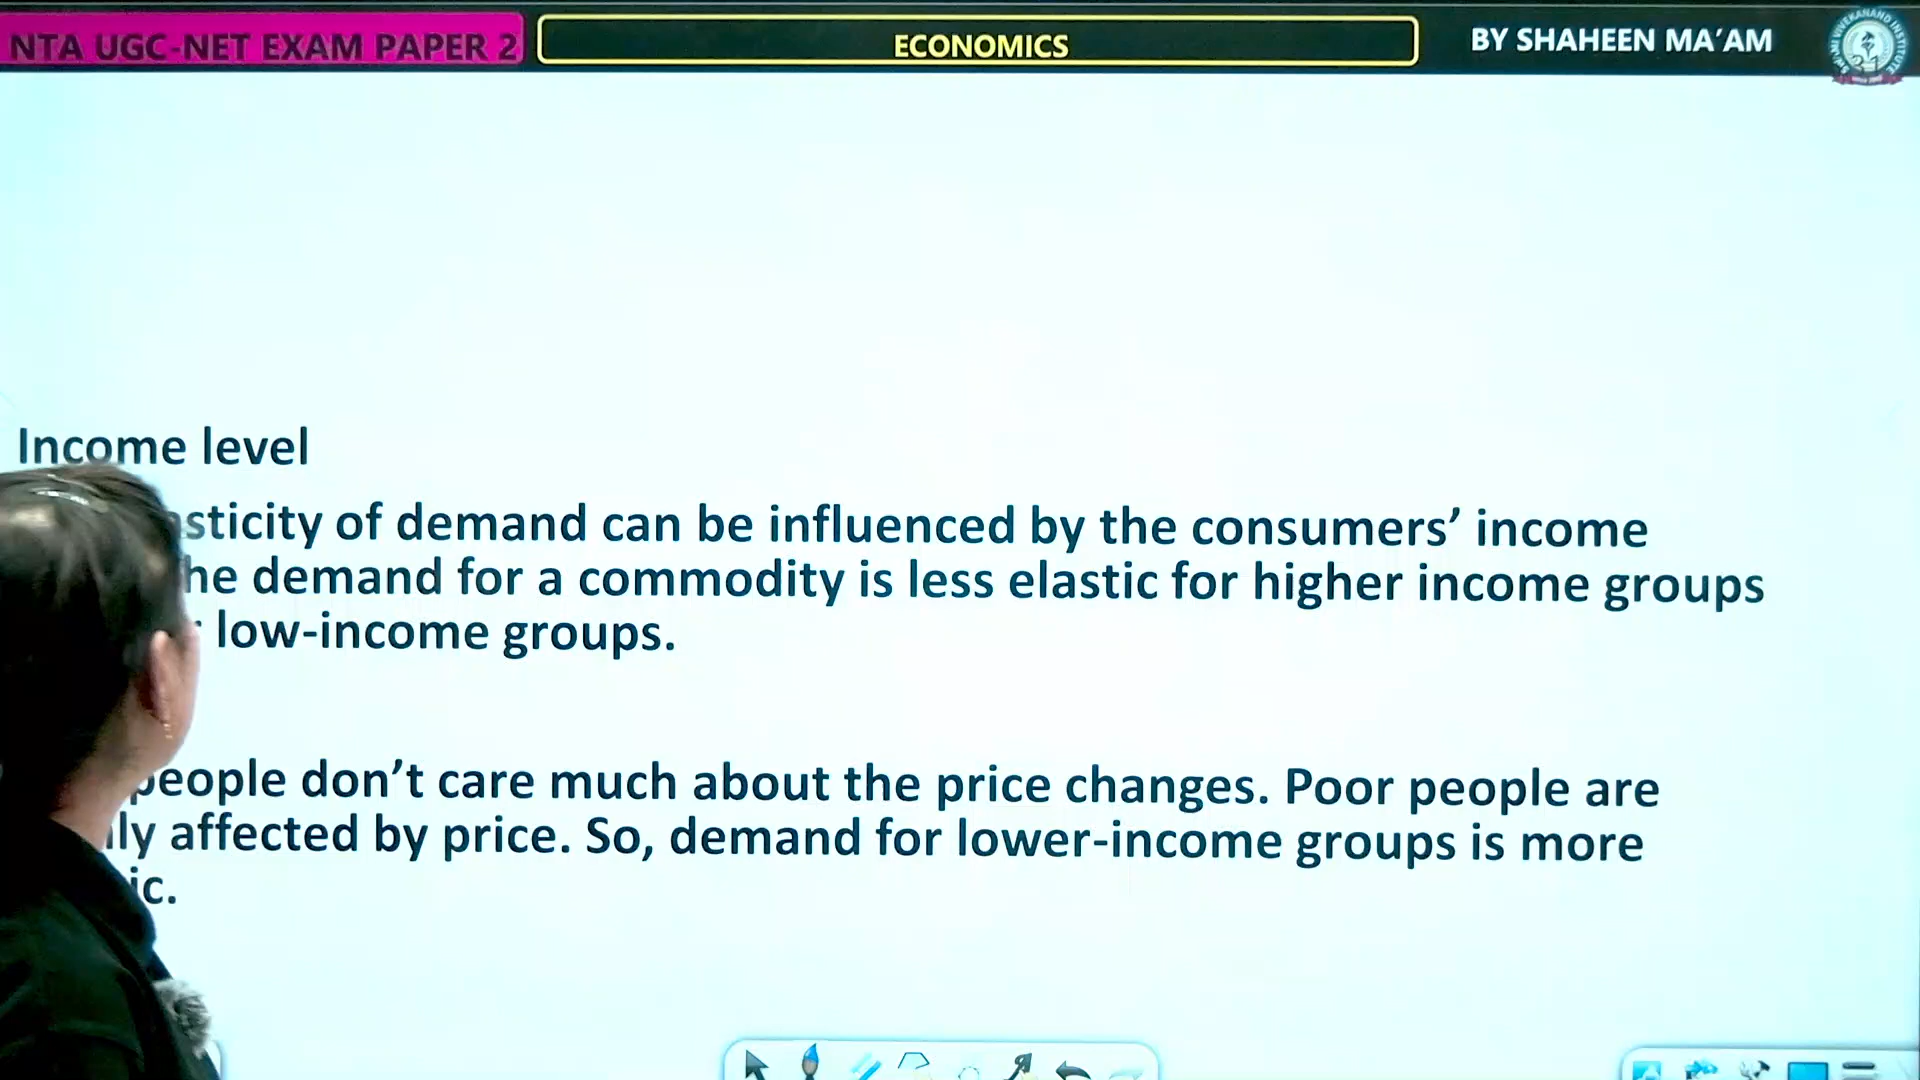 NTA UGC-NET EXAM PAPER 2
ECONOMICS
BY SHAHEEN MA'AM
Income level
sticity of demand can be influenced by the consumers’ income
he demand for a commodity is less elastic for higher income groups
low-income groups.
people don’t care much about the price changes. Poor people are
ly affected by price. So, demand for lower-income groups is more
ic.